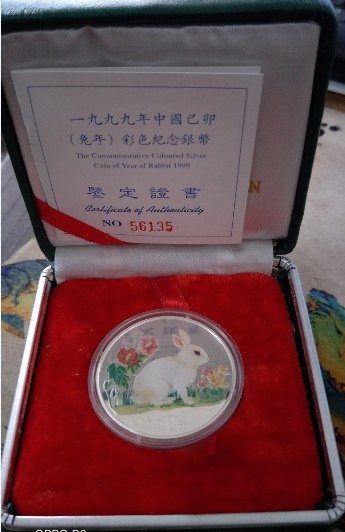 一九九九年中國己卯
（兔年）彩色紀念銀幣
The Commemorative Coloured Silver
Coin of Year of Rabbit 1999
鑒定證書
Certificate of Authenticity
NO 56135